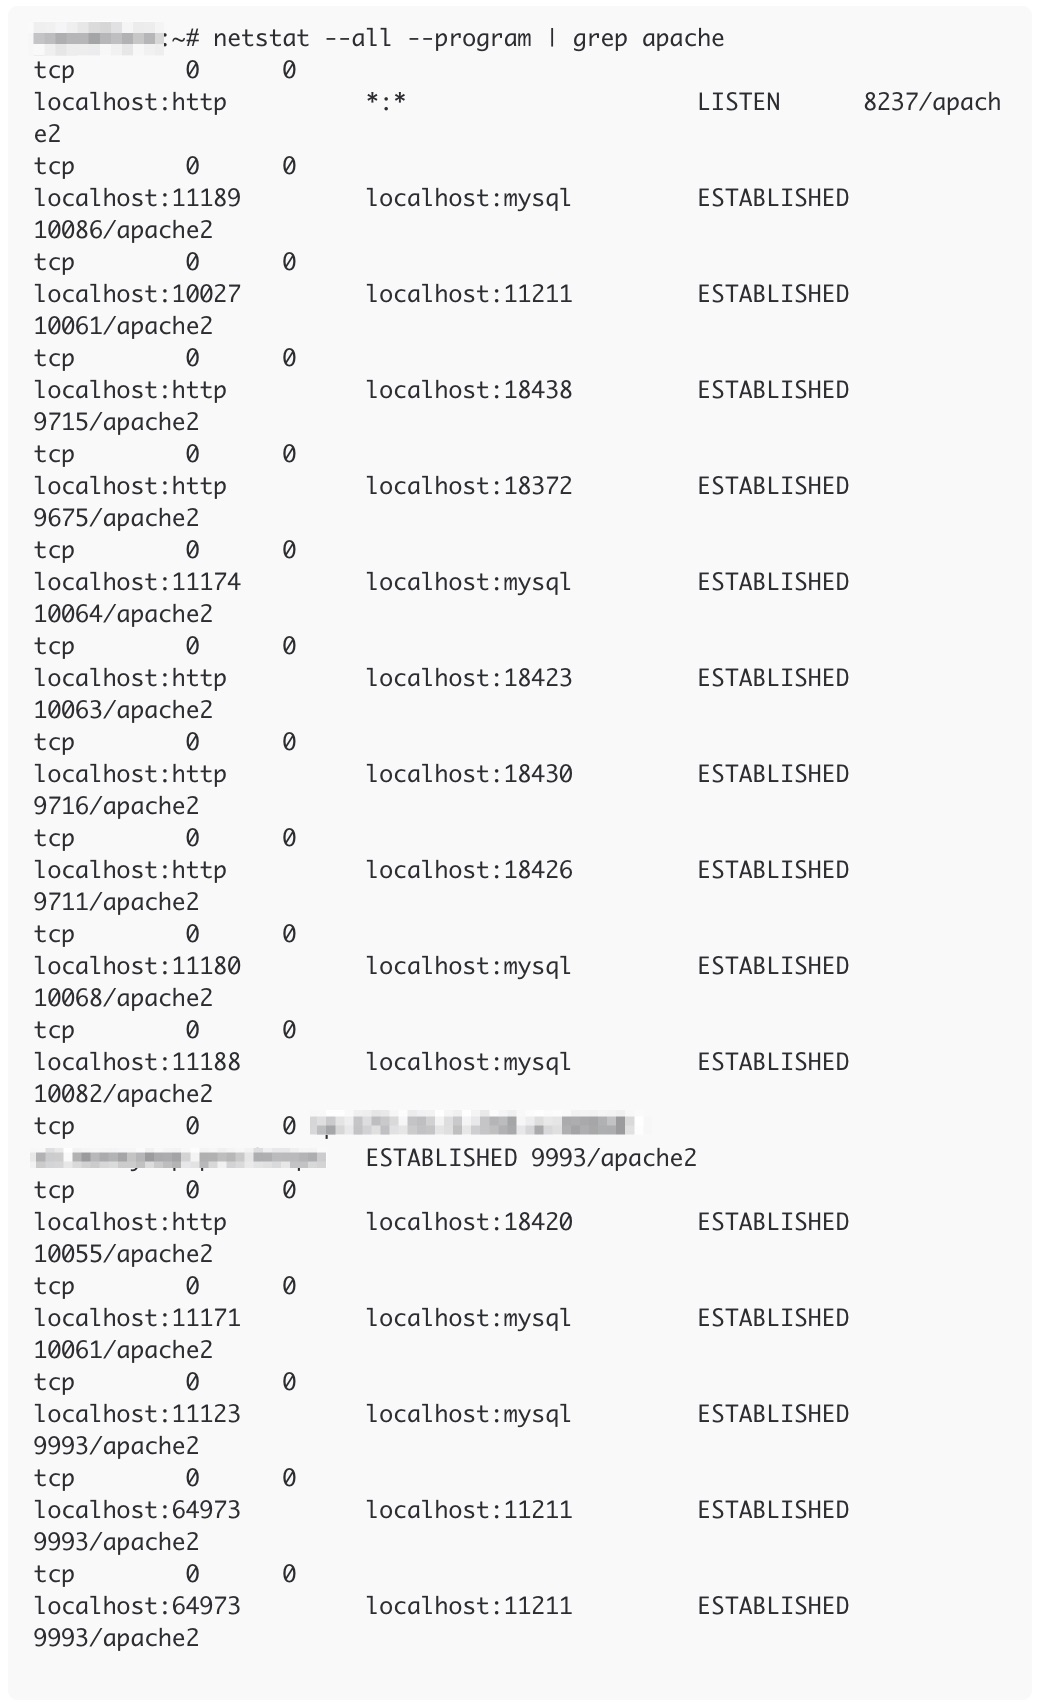 :~# netstat --all --program | grep apache
tcp 0 0
localhost:http *:* LISTEN 8237/apach
e2
tcp 0 0
localhost:11189 localhost:mysql ESTABLISHED
10086/apache2
tcp 0 0
localhost:10027 localhost:11211 ESTABLISHED
10061/apache2
tcp 0 0
localhost:http localhost:18438 ESTABLISHED
9715/apache2
tcp 0 0
localhost:http localhost:18372 ESTABLISHED
9675/apache2
tcp 0 0
localhost:11174 localhost:mysql ESTABLISHED
10064/apache2
tcp 0 0
localhost:http localhost:18423 ESTABLISHED
10063/apache2
tcp 0 0
localhost:http localhost:18430 ESTABLISHED
9716/apache2
tcp 0 0
localhost:http localhost:18426 ESTABLISHED
9711/apache2
tcp 0 0
localhost:11180 localhost:mysql ESTABLISHED
10068/apache2
tcp 0 0
localhost:11188 localhost:mysql ESTABLISHED
10082/apache2
tcp 0 0
ESTABLISHED 9993/apache2
tcp 0 0
localhost:http localhost:18420 ESTABLISHED
10055/apache2
tcp 0 0
localhost:11171 localhost:mysql ESTABLISHED
10061/apache2
tcp 0 0
localhost:11123 localhost:mysql ESTABLISHED
9993/apache2
tcp 0 0
localhost:64973 localhost:11211 ESTABLISHED
9993/apache2
tcp 0 0
localhost:64973 localhost:11211 ESTABLISHED
9993/apache2